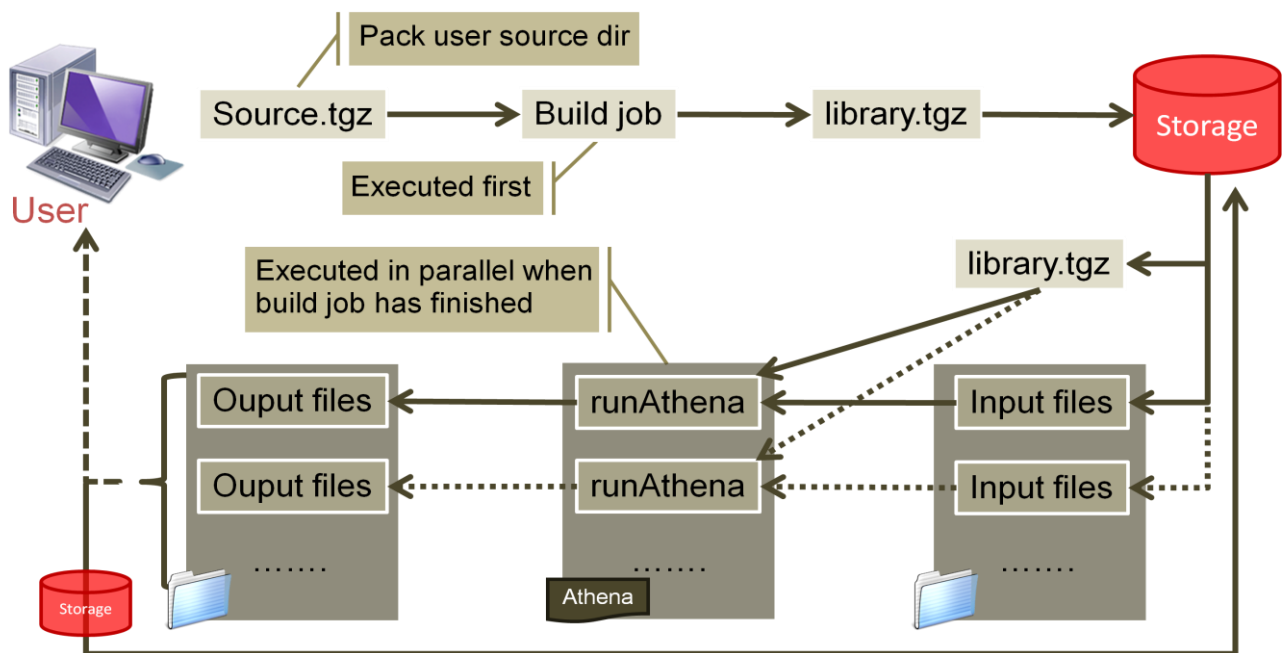 Pack user source dir
Source.tgz
Build job
library.tgz
Storage
Executed first
User
Executed in parallel when
build job has finished
library.tgz
Ouput files
runAthena
Input files
Ouput files
runAthena
Input files
.......
.......
.......
Storage
Athena